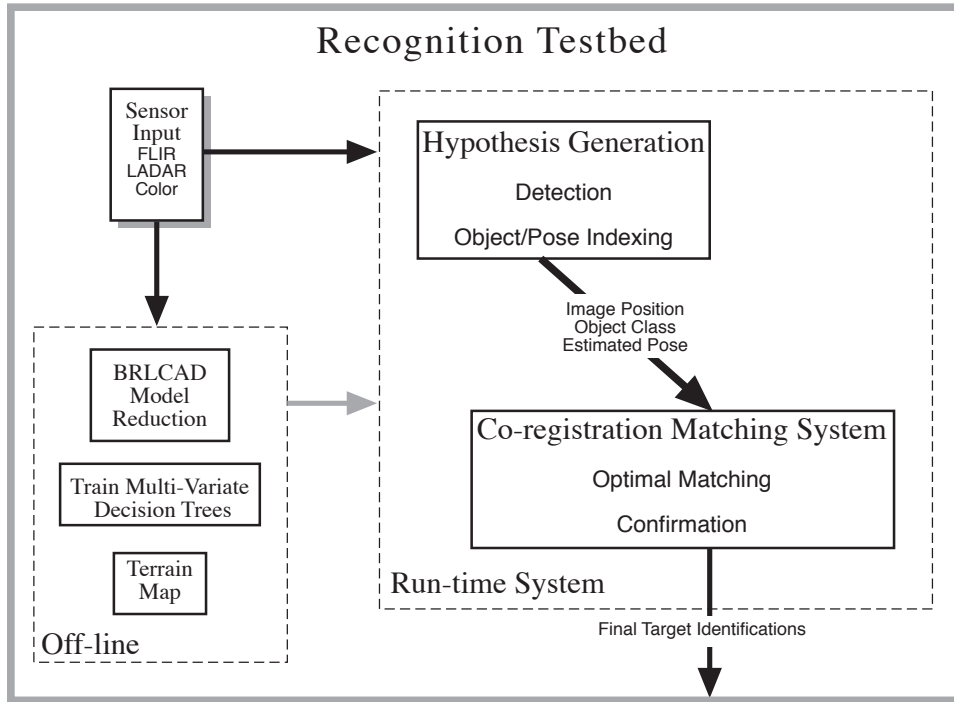 Recognition Testbed
Sensor
Input
FLIR
LADAR
Color
Hypothesis Generation
Detection
Object/Pose Indexing
Image Position
Object Class
Estimated Pose
BRLCAD
Model
Reduction
Train Multi-Variate
Decision Trees
Terrain
Map
Off-line
Co-registration Matching System
Optimal Matching
Confirmation
Run-time System
Final Target Identifications